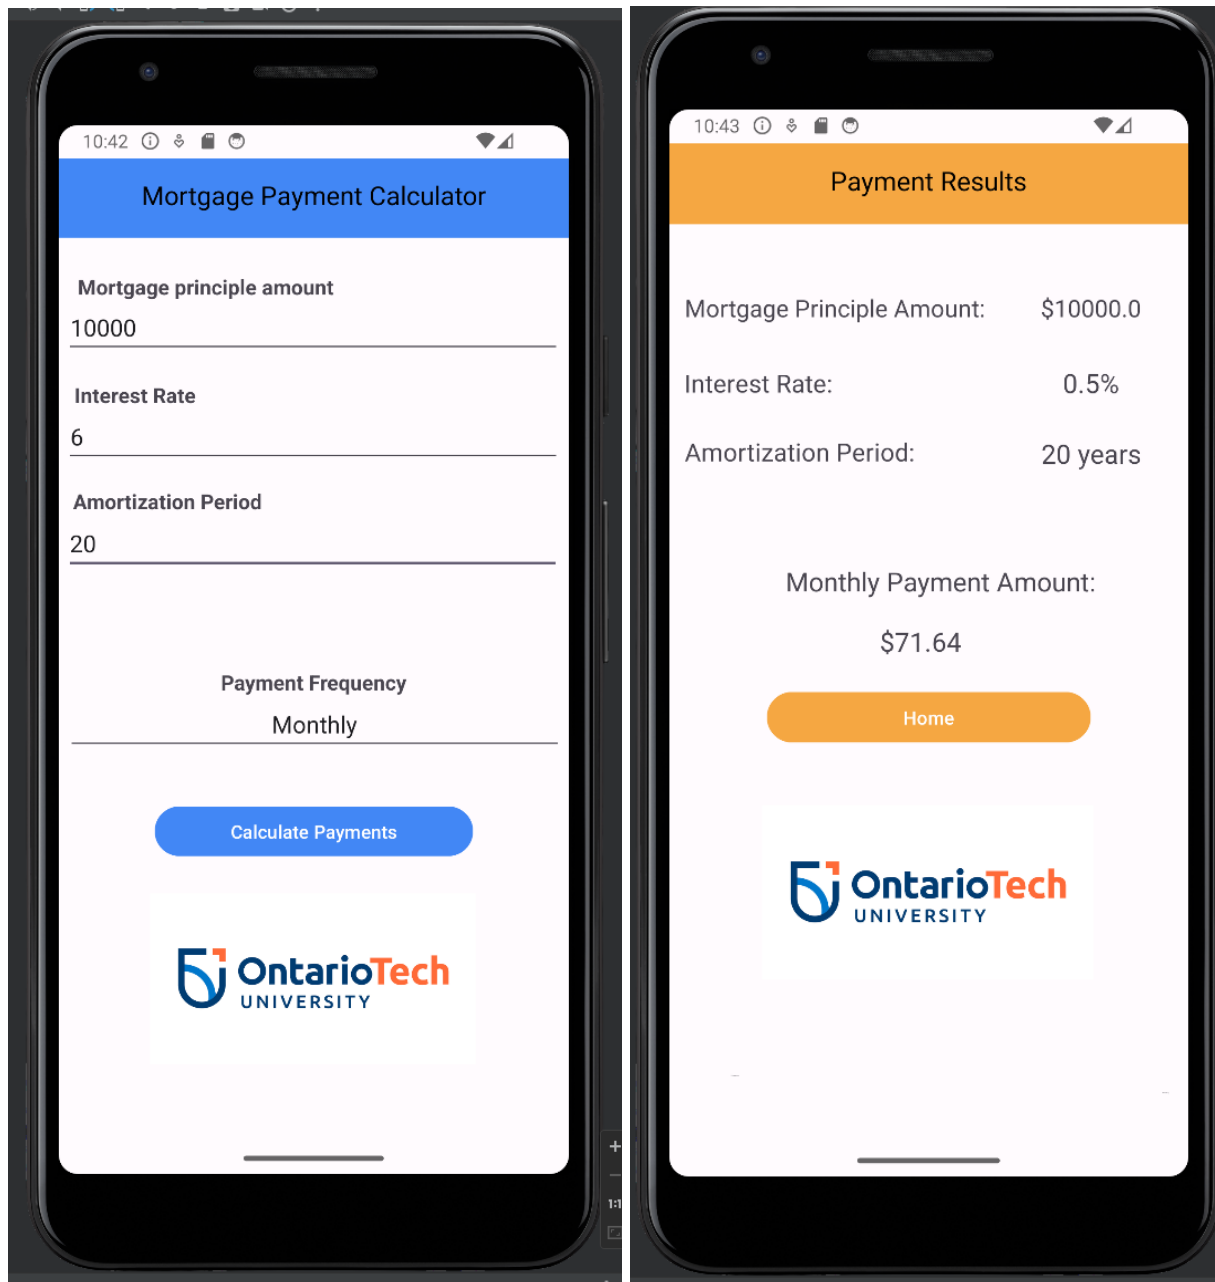 10:42
Mortgage Payment Calculator
Mortgage principle amount
10000
Interest Rate
6
Amortization Period
20
Payment Frequency
Monthly
Calculate Payments
OntarioTech
UNIVERSITY
1:1
10:43
Payment Results
Mortgage Principle Amount: $10000.0
Interest Rate: 0.5%
Amortization Period: 20 years
Monthly Payment Amount:
$71.64
Home
OntarioTech
UNIVERSITY